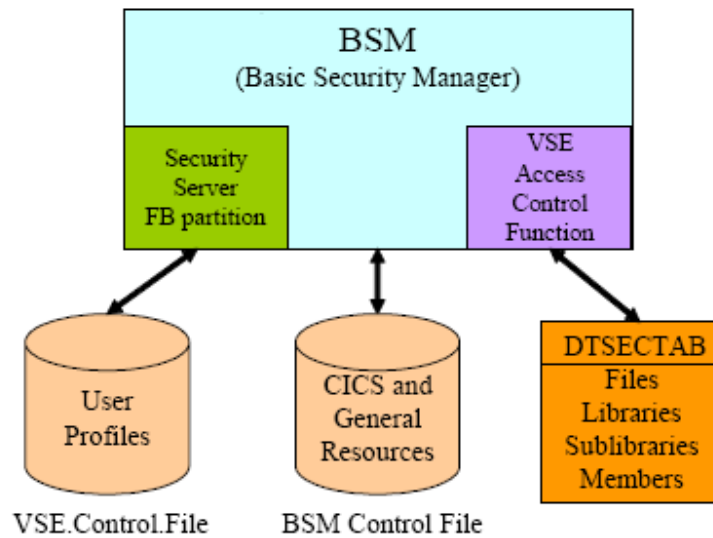 BSM
(Basic Security Manager)
Security
Server
FB partition
VSE
Access
Control
Function
User
Profiles
CICS and
General
Resources
DTSECTAB
Files
Libraries
Sublibraries
Members
VSE.Control.File
BSM Control File